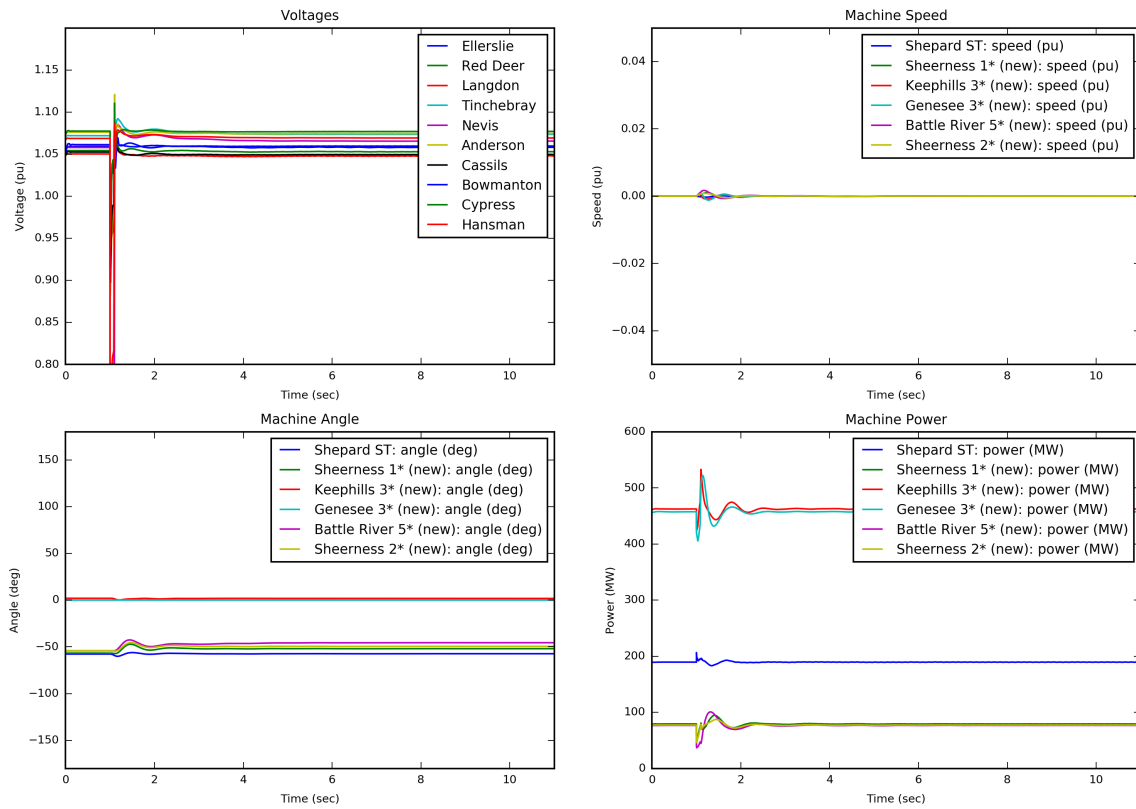 Voltages
1.15
1.10
1.05
1.00
0.95
0.90
0.85
0.80
Voltage (pu)
Ellerslie
Red Deer
Langdon
Tinchebray
Nevis
Anderson
Cassils
Bowmanton
Cypress
Hansman
0 2 4 6 8 10
Time (sec)
Machine Speed
0.04
0.02
0.00
−0.02
−0.04
Speed (pu)
Shepard ST: speed (pu)
Sheerness 1* (new): speed (pu)
Keephills 3* (new): speed (pu)
Genesee 3* (new): speed (pu)
Battle River 5* (new): speed (pu)
Sheerness 2* (new): speed (pu)
0 2 4 6 8 10
Time (sec)
Machine Angle
150
100
50
0
−50
−100
−150
Angle (deg)
Shepard ST: angle (deg)
Sheerness 1* (new): angle (deg)
Keephills 3* (new): angle (deg)
Genesee 3* (new): angle (deg)
Battle River 5* (new): angle (deg)
Sheerness 2* (new): angle (deg)
0 2 4 6 8 10
Time (sec)
Machine Power
600
500
400
300
200
100
0
Power (MW)
Shepard ST: power (MW)
Sheerness 1* (new): power (MW)
Keephills 3* (new): power (MW)
Genesee 3* (new): power (MW)
Battle River 5* (new): power (MW)
Sheerness 2* (new): power (MW)
0 2 4 6 8 10
Time (sec)